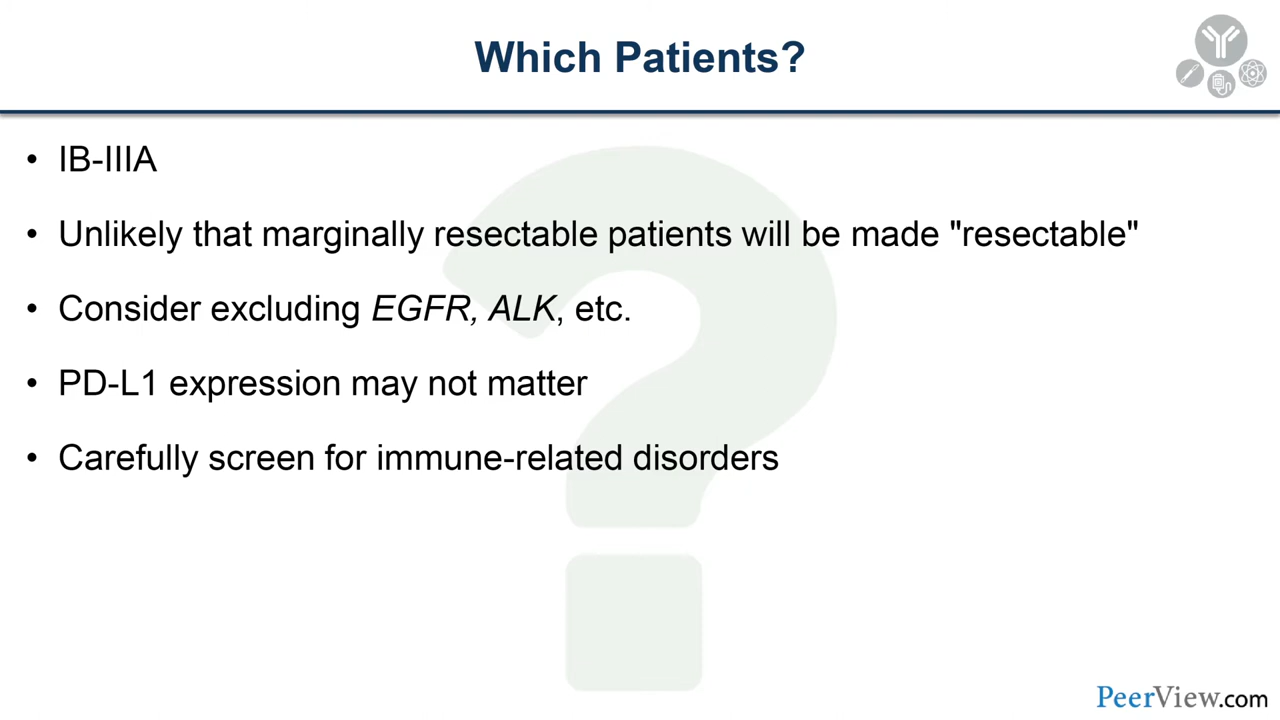 Which Patients?
• IB-IIIA
• Unlikely that marginally resectable patients will be made "resectable"
• Consider excluding EGFR, ALK, etc.
• PD-L1 expression may not matter
• Carefully screen for immune-related disorders
PeerView.com